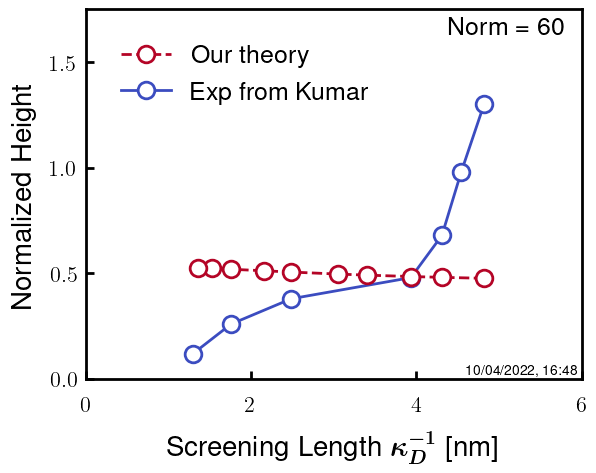 Norm = 60
Our theory
Exp from Kumar
Normalized Height
1.5
1.0
0.5
0.0
10/04/2022, 16:48
0 2 4 6
Screening Length κ_D^{-1} [nm]